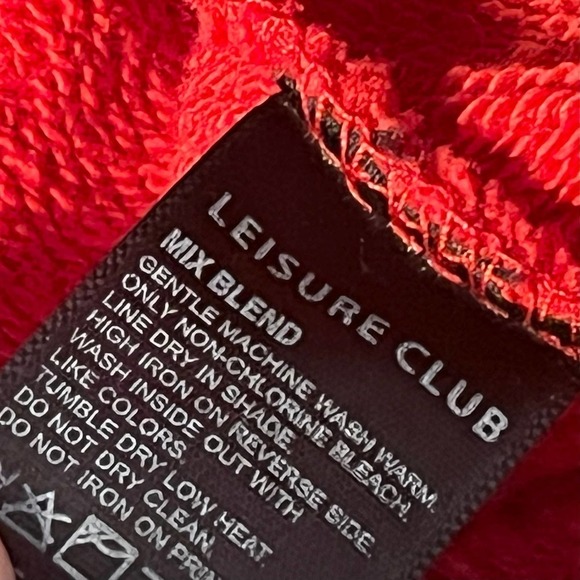 LEISURE CLUB
MIX BLEND
GENTLE MACHINE WASH WARM.
ONLY NON-CHLORINE BLEACH.
LINE DRY IN SHADE.
HIGH IRON ON REVERSE SIDE.
WASH INSIDE OUT WITH
LIKE COLORS
TUMBLE DRY LOW HEAT.
DO NOT DRY CLEAN.
DO NOT IRON ON PRIN